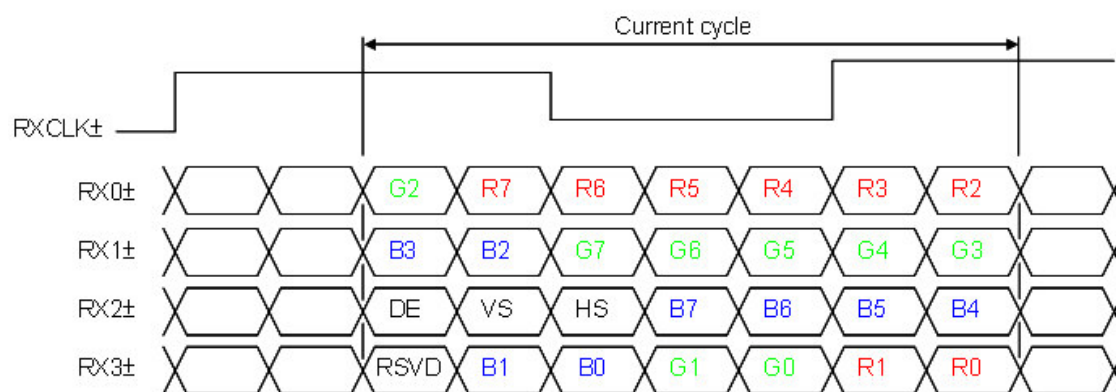 Current cycle
RXCLK±
RX0± G2 R7 R6 R5 R4 R3 R2
RX1± B3 B2 G7 G6 G5 G4 G3
RX2± DE VS HS B7 B6 B5 B4
RX3± RSVD B1 B0 G1 G0 R1 R0